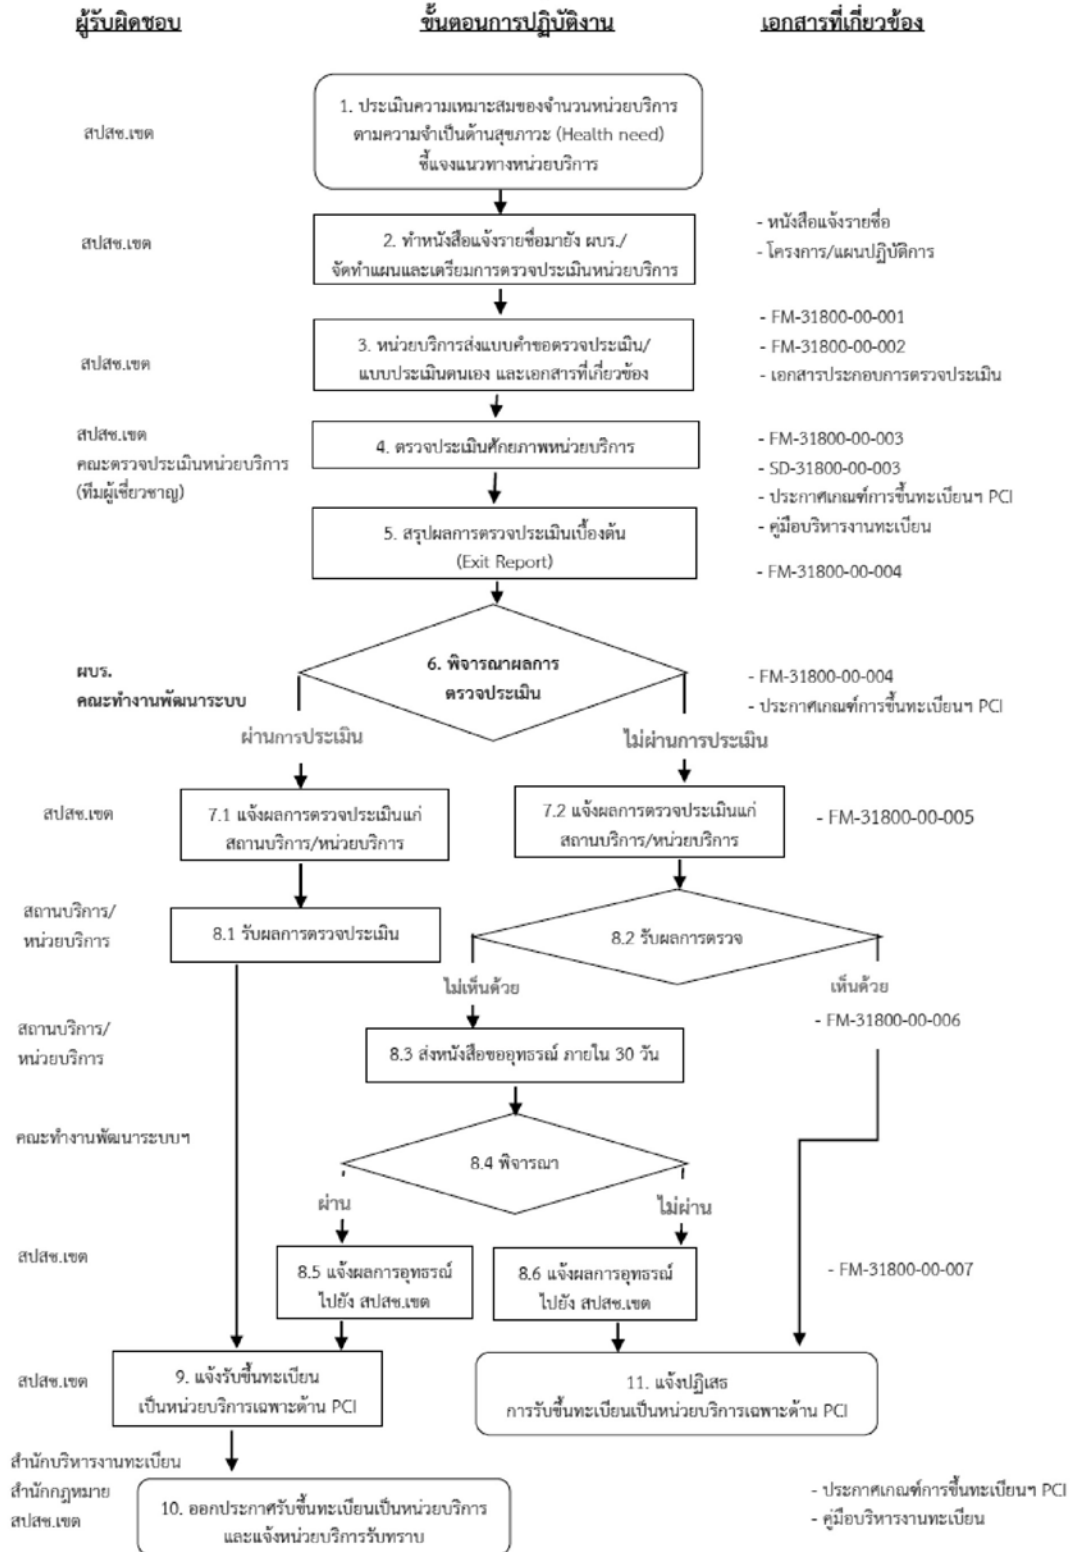 ผู้รับผิดชอบ
ขั้นตอนการปฏิบัติงาน
เอกสารที่เกี่ยวข้อง
สปสช.เขต
1. ประเมินความเหมาะสมของจำนวนหน่วยบริการ
ตามความจำเป็นด้านสุขภาวะ (Health need)
ชี้แจงแนวทางหน่วยบริการ
สปสช.เขต
2. ทำหนังสือแจ้งรายชื่อมายัง ผบร./
จัดทำแผนและเตรียมการตรวจประเมินหน่วยบริการ
- หนังสือแจ้งรายชื่อ
- โครงการ/แผนปฏิบัติการ
สปสช.เขต
3. หน่วยบริการส่งแบบคำขอตรวจประเมิน/
แบบประเมินตนเอง และเอกสารที่เกี่ยวข้อง
- FM-31800-00-001
- FM-31800-00-002
- เอกสารประกอบการตรวจประเมิน
สปสช.เขต
คณะตรวจประเมินหน่วยบริการ
(ทีมผู้เชี่ยวชาญ)
4. ตรวจประเมินศักยภาพหน่วยบริการ
- FM-31800-00-003
- SD-31800-00-003
- ประกาศเกณฑ์การขึ้นทะเบียนฯ PCI
- คู่มือบริหารงานทะเบียน
5. สรุปผลการตรวจประเมินเบื้องต้น
(Exit Report)
- FM-31800-00-004
ผบร.
คณะทำงานพัฒนาระบบ
6. พิจารณาผลการ
ตรวจประเมิน
- FM-31800-00-004
- ประกาศเกณฑ์การขึ้นทะเบียนฯ PCI
ผ่านการประเมิน
ไม่ผ่านการประเมิน
สปสช.เขต
7.1 แจ้งผลการตรวจประเมินแก่
สถานบริการ/หน่วยบริการ
7.2 แจ้งผลการตรวจประเมินแก่
สถานบริการ/หน่วยบริการ
- FM-31800-00-005
สถานบริการ/
หน่วยบริการ
8.1 รับผลการตรวจประเมิน
8.2 รับผลการตรวจ
ไม่เห็นด้วย
เห็นด้วย
- FM-31800-00-006
สถานบริการ/
หน่วยบริการ
8.3 ส่งหนังสือขออุทธรณ์ ภายใน 30 วัน
คณะทำงานพัฒนาระบบฯ
8.4 พิจารณา
ผ่าน
ไม่ผ่าน
สปสช.เขต
8.5 แจ้งผลการอุทธรณ์
ไปยัง สปสช.เขต
8.6 แจ้งผลการอุทธรณ์
ไปยัง สปสช.เขต
- FM-31800-00-007
สปสช.เขต
9. แจ้งรับขึ้นทะเบียน
เป็นหน่วยบริการเฉพาะด้าน PCI
11. แจ้งปฏิเสธ
การรับขึ้นทะเบียนเป็นหน่วยบริการเฉพาะด้าน PCI
สำนักบริหารงานทะเบียน
สำนักกฎหมาย
สปสช.เขต
10. ออกประกาศรับขึ้นทะเบียนเป็นหน่วยบริการ
และแจ้งหน่วยบริการรับทราบ
- ประกาศเกณฑ์การขึ้นทะเบียนฯ PCI
- คู่มือบริหารงานทะเบียน